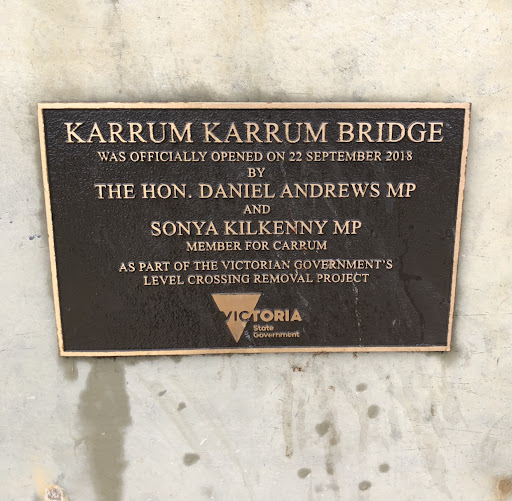 KARRUM KARRUM BRIDGE
WAS OFFICIALLY OPENED ON 22 SEPTEMBER 2018
BY
THE HON. DANIEL ANDREWS MP
AND
SONYA KILKENNY MP
MEMBER FOR CARRUM
AS PART OF THE VICTORIAN GOVERNMENT'S
LEVEL CROSSING REMOVAL PROJECT
VICTORIA
State
Government